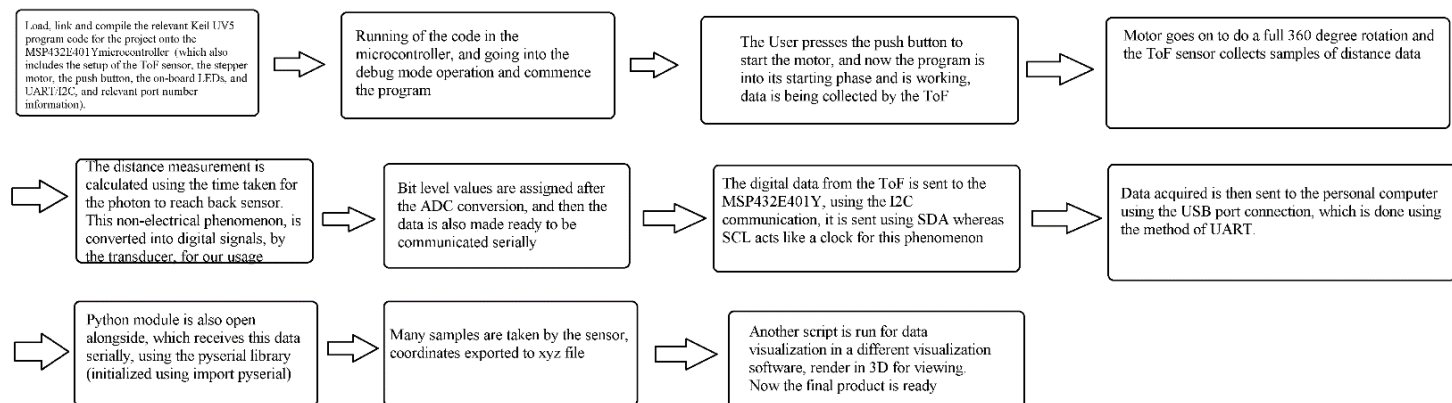 Load, link and compile the relevant Keil UV5
program code for the project onto the
MSP432E401Ymicrocontroller (which also
includes the setup of the ToF sensor, the stepper
motor, the push button, the on-board LEDs, and
UART/I2C, and relevant port number
information).
Running of the code in the
microcontroller, and going into the
debug mode operation and commence
the program
The User presses the push button to
start the motor, and now the program is
into its starting phase and is working,
data is being collected by the ToF
Motor goes on to do a full 360 degree rotation and
the ToF sensor collects samples of distance data
The distance measurement is
calculated using the time taken for
the photon to reach back sensor.
This non-electrical phenomenon, is
converted into digital signals, by
the transducer, for our usage
Bit level values are assigned after
the ADC conversion, and then the
data is also made ready to be
communicated serially
The digital data from the ToF is sent to the
MSP432E401Y, using the I2C
communication, it is sent using SDA whereas
SCL acts like a clock for this phenomenon
Data acquired is then sent to the personal computer
using the USB port connection, which is done using
the method of UART.
Python module is also open
alongside, which receives this data
serially, using the pyserial library
(initialized using import pyserial)
Many samples are taken by the sensor,
coordinates exported to xyz file
Another script is run for data
visualization in a different visualization
software, render in 3D for viewing.
Now the final product is ready